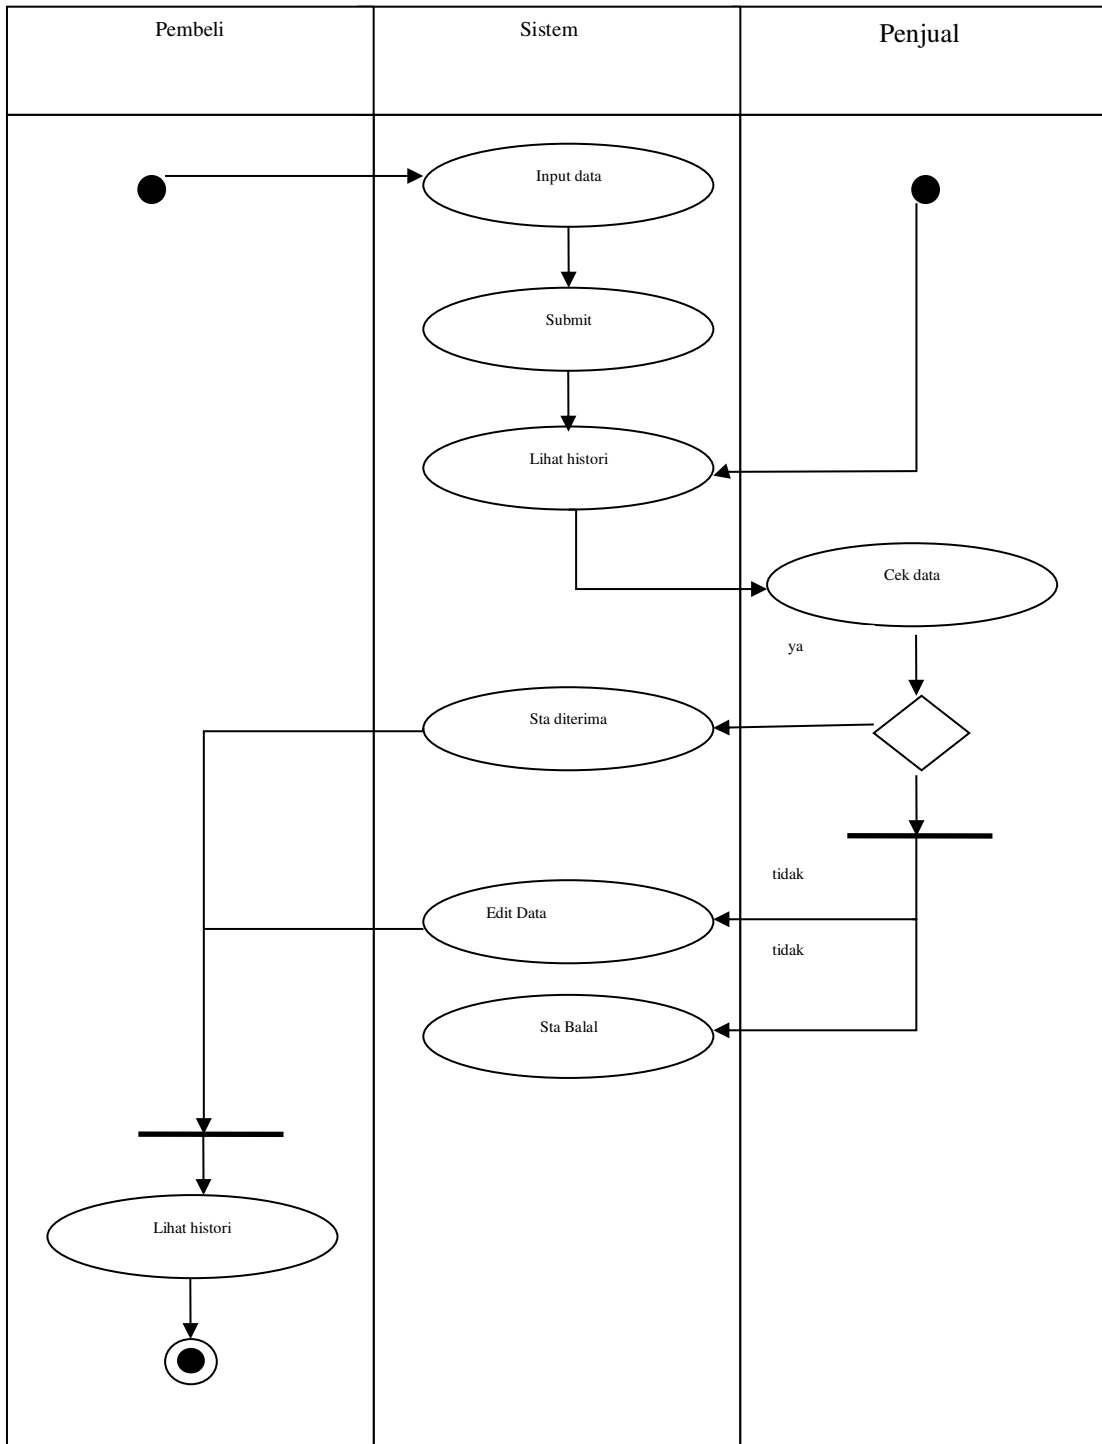 Pembeli
Sistem
Penjual
Input data
Submit
Lihat histori
Cek data
ya
Sta diterima
tidak
Edit Data
tidak
Sta Balal
Lihat histori